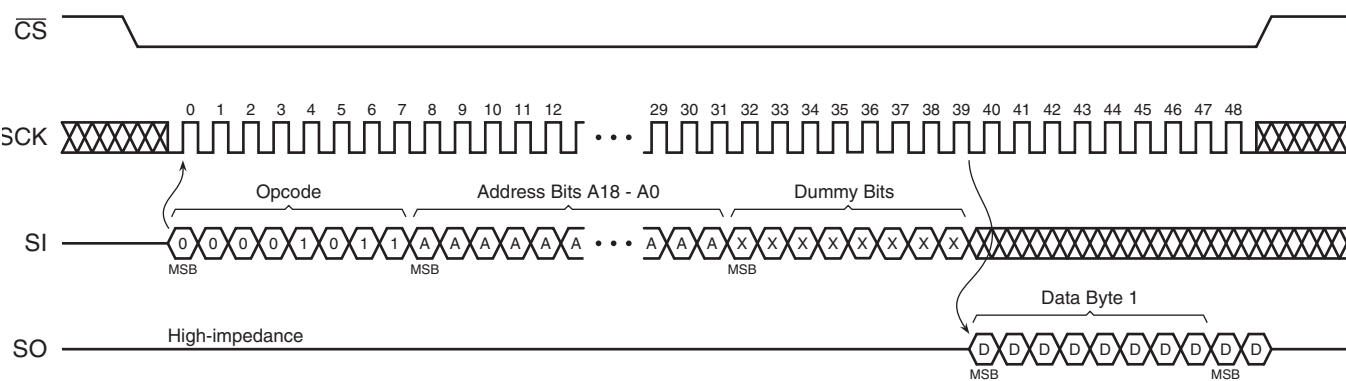 CS
0 1 2 3 4 5 6 7 8 9 10 11 12 29 30 31 32 33 34 35 36 37 38 39 40 41 42 43 44 45 46 47 48
SCK • • •
Opcode Address Bits A18 - A0 Dummy Bits
SI 0 0 0 0 1 0 1 1 A A A A A A • • • A A A X X X X X X X X
MSB MSB MSB
Data Byte 1
High-impedance
SO D D D D D D D D D D
MSB MSB